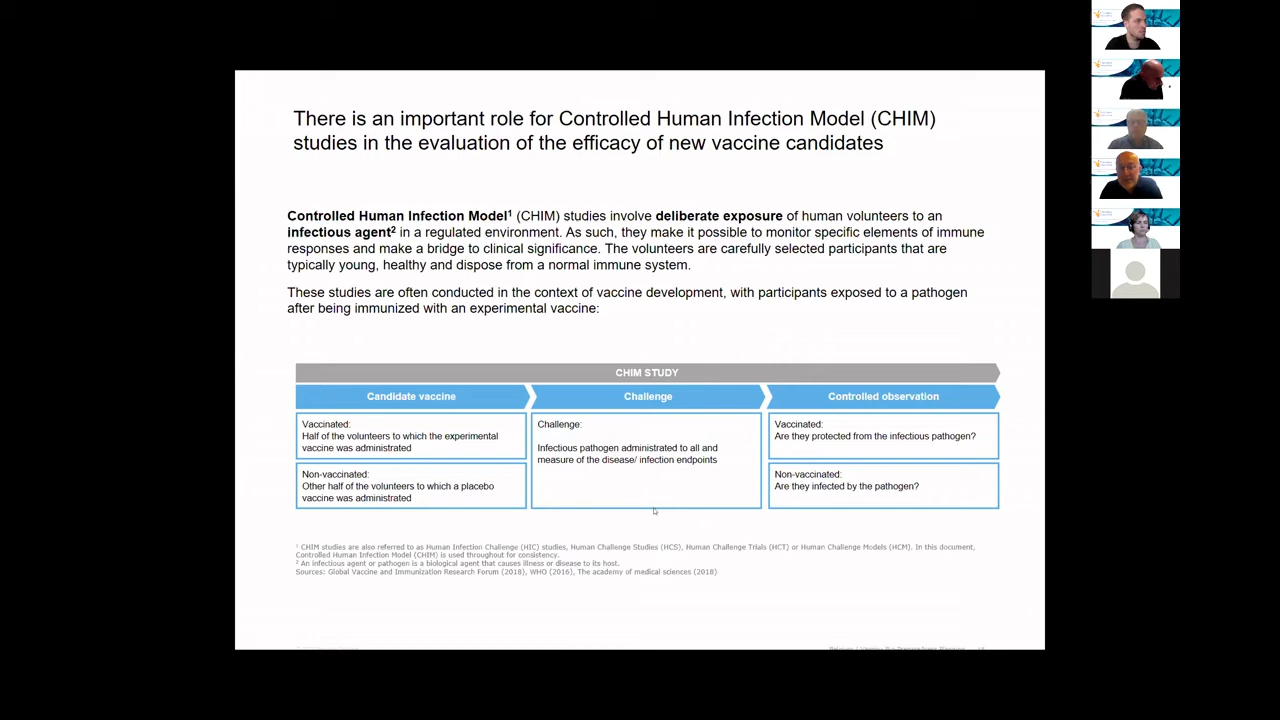 There is an important role for Controlled Human Infection Model (CHIM)
studies in the evaluation of the efficacy of new vaccine candidates
Controlled Human Infection Model¹ (CHIM) studies involve deliberate exposure of human volunteers to an
infectious agent² in a regulated environment. As such, they make it possible to monitor specific elements of immune
responses and make a bridge to clinical significance. The volunteers are carefully selected participants that are
typically young, healthy and dispose from a normal immune system.
These studies are often conducted in the context of vaccine development, with participants exposed to a pathogen
after being immunized with an experimental vaccine:
CHIM STUDY
Candidate vaccine
Challenge
Controlled observation
Vaccinated:
Half of the volunteers to which the experimental
vaccine was administrated
Non-vaccinated:
Other half of the volunteers to which a placebo
vaccine was administrated
Challenge:
Infectious pathogen administrated to all and
measure of the disease/ infection endpoints
Vaccinated:
Are they protected from the infectious pathogen?
Non-vaccinated:
Are they infected by the pathogen?
¹ CHIM studies are also referred to as Human Infection Challenge (HIC) studies, Human Challenge Studies (HCS), Human Challenge Trials (HCT) or Human Challenge Models (HCM). In this document,
Controlled Human Infection Model (CHIM) is used throughout for consistency.
² An infectious agent or pathogen is a biological agent that causes illness or disease to its host.
Sources: Global Vaccine and Immunization Research Forum (2018), WHO (2016), The academy of medical sciences (2018)